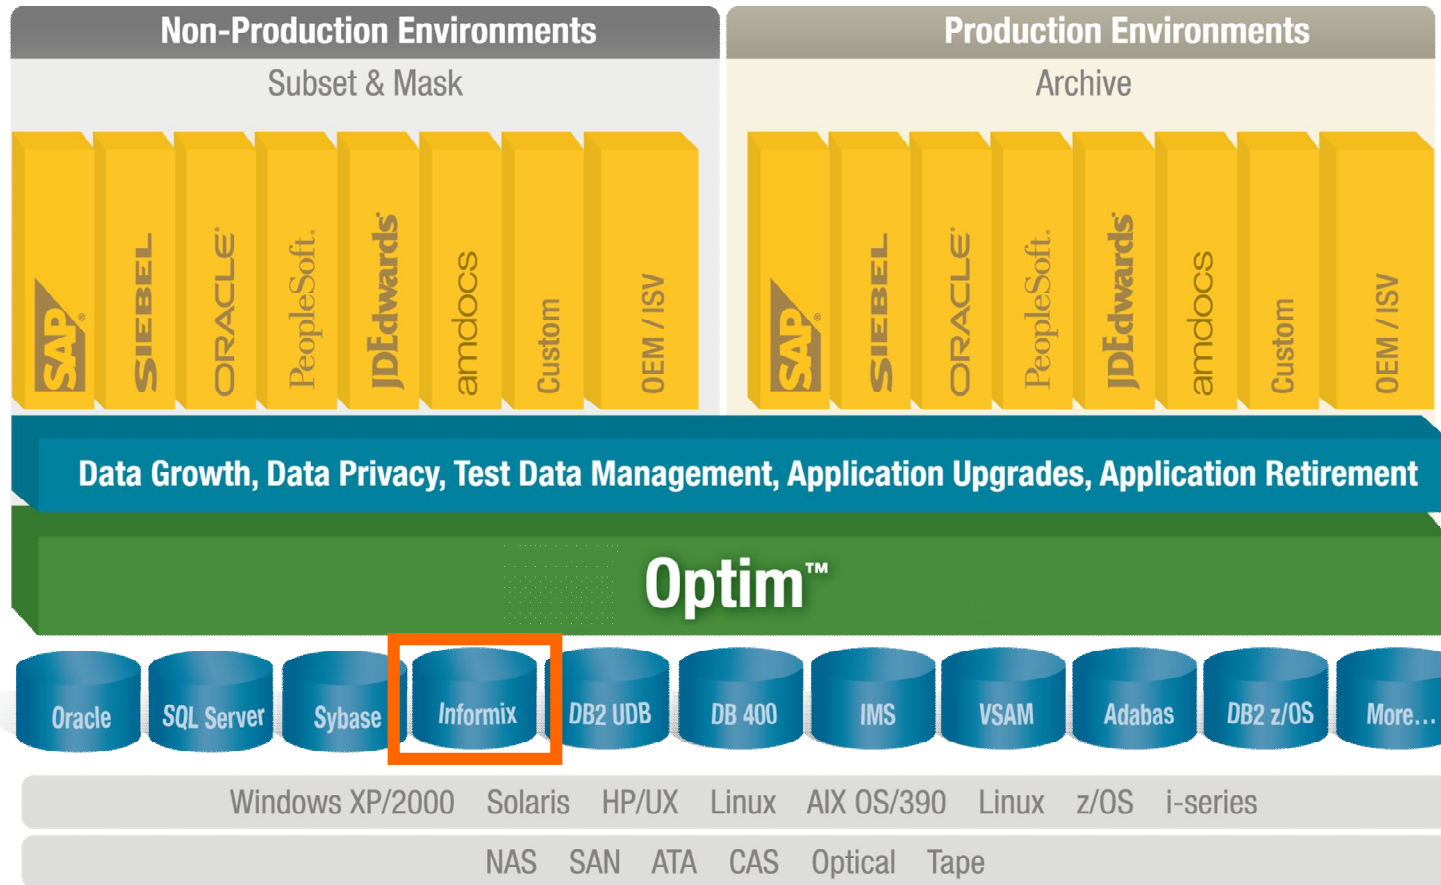 Non-Production Environments
Production Environments
Subset & Mask
Archive
SAP®
SIEBEL
ORACLE®
PeopleSoft.
JDEdwards®
amdocs
Custom
OEM / ISV
SAP®
SIEBEL
ORACLE®
PeopleSoft.
JDEdwards®
amdocs
Custom
OEM / ISV
Data Growth, Data Privacy, Test Data Management, Application Upgrades, Application Retirement
Optim™
Oracle
SQL Server
Sybase
Informix
DB2 UDB
DB 400
IMS
VSAM
Adabas
DB2 z/OS
More...
Windows XP/2000 Solaris HP/UX Linux AIX OS/390 Linux z/OS i-series
NAS SAN ATA CAS Optical Tape